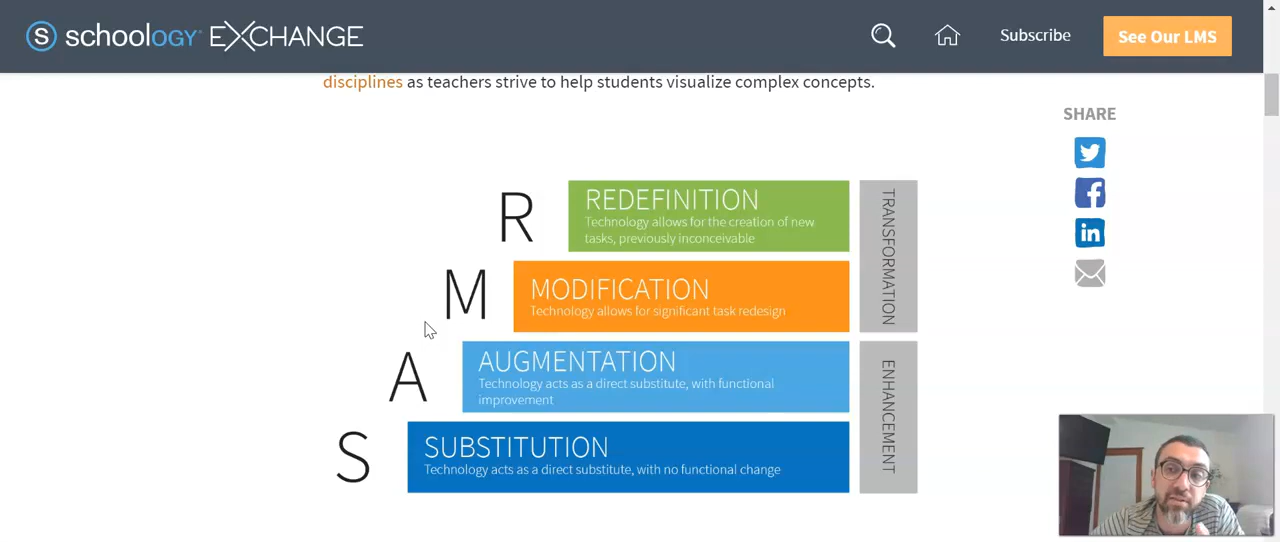 S schoology EXCHANGE
Subscribe
See Our LMS
disciplines as teachers strive to help students visualize complex concepts.
SHARE
R
REDEFINITION
Technology allows for the creation of new
tasks, previously inconceivable
M
MODIFICATION
Technology allows for significant task redesign
TRANSFORMATION
A
AUGMENTATION
Technology acts as a direct substitute, with functional
improvement
S
SUBSTITUTION
Technology acts as a direct substitute, with no functional change
ENHANCEMENT